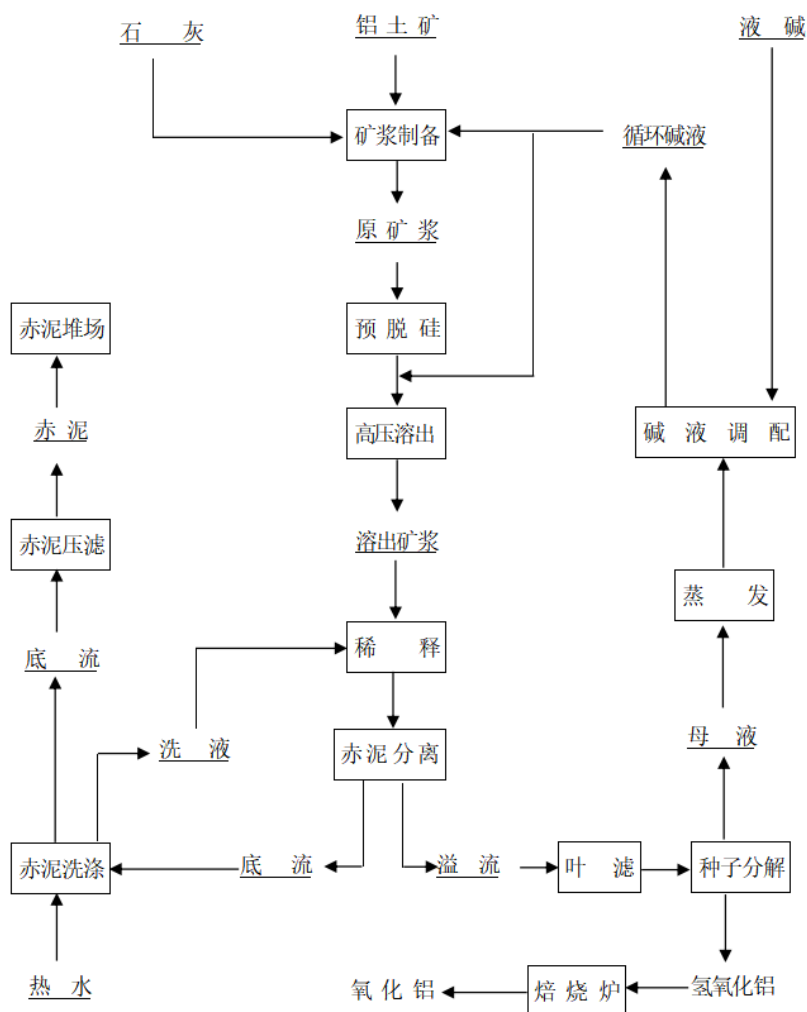 石 灰
铝 土 矿
液 碱
矿浆制备
循环碱液
原 矿 浆
赤泥堆场
预 脱 硅
赤 泥
高压溶出
碱 液 调 配
赤泥压滤
溶出矿浆
蒸 发
底 流
稀 释
洗 液
赤泥分离
母 液
赤泥洗涤
底 流
溢 流
叶 滤
种子分解
热 水
氧 化 铝
焙 烧 炉
氢氧化铝